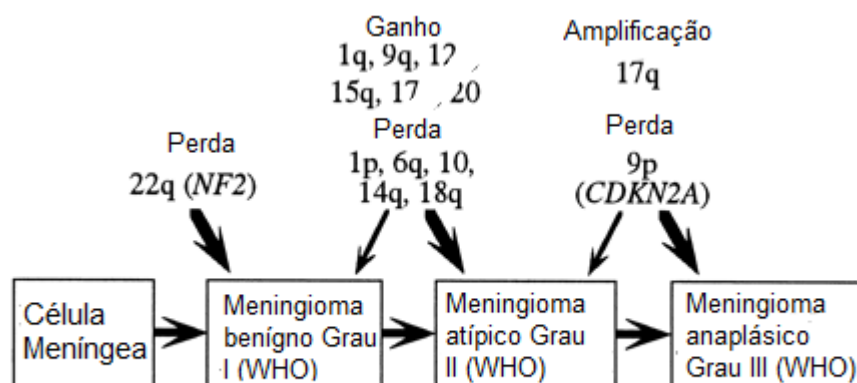 Ganho
1q, 9q, 12
15q, 17 20
Perda
1p, 6q, 10,
14q, 18q
Amplificação
17q
Perda
9p
(CDKN2A)
Perda
22q (NF2)
Célula
Meníngea
Meningioma
benígno Grau
I (WHO)
Meningioma
atípico Grau
II (WHO)
Meningioma
anaplásico
Grau III (WHO)